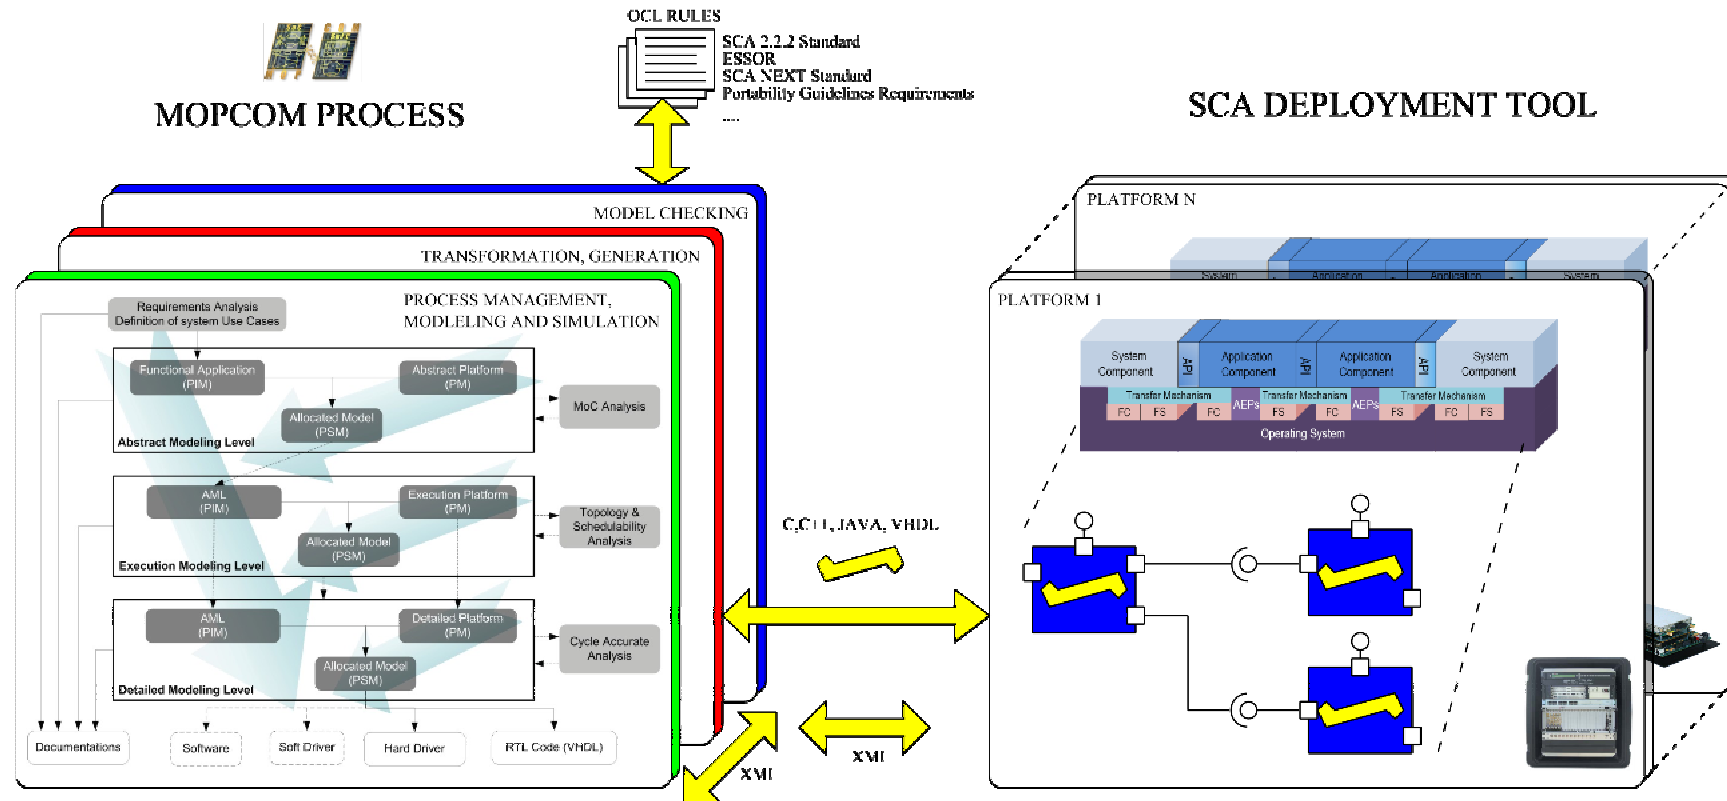 OCL RULES
SCA 2.2.2 Standard
ESSOR
SCA NEXT Standard
Portability Guidelines Requirements
....
MOPCOM PROCESS
SCA DEPLOYMENT TOOL
MODEL CHECKING
TRANSFORMATION, GENERATION
PROCESS MANAGEMENT,
MODLELING AND SIMULATION
Requirements Analysis
Definition of system Use Cases
Functional Application
(PIM)
Abstract Platform
(PM)
Allocated Model
(PSM)
Abstract Modeling Level
MoC Analysis
AML
(PIM)
Execution Platform
(PM)
Allocated Model
(PSM)
Execution Modeling Level
Topology &
Schedulability
Analysis
AML
(PIM)
Detailed Platform
(PM)
Allocated Model
(PSM)
Detailed Modeling Level
Cycle Accurate
Analysis
Documentations
Software
Soft Driver
Hard Driver
RTL Code (VHDL)
C,C++, JAVA, VHDL
XMI
XMI
PLATFORM N
System
Application
Application
System
PLATFORM 1
System
Component
API
Application
Component
API
Application
Component
API
System
Component
Transfer Mechanism
Transfer Mechanism
Transfer Mechanism
FC
FS
FC
AEPs
FS
FC
AEPs
FS
FC
FS
Operating System